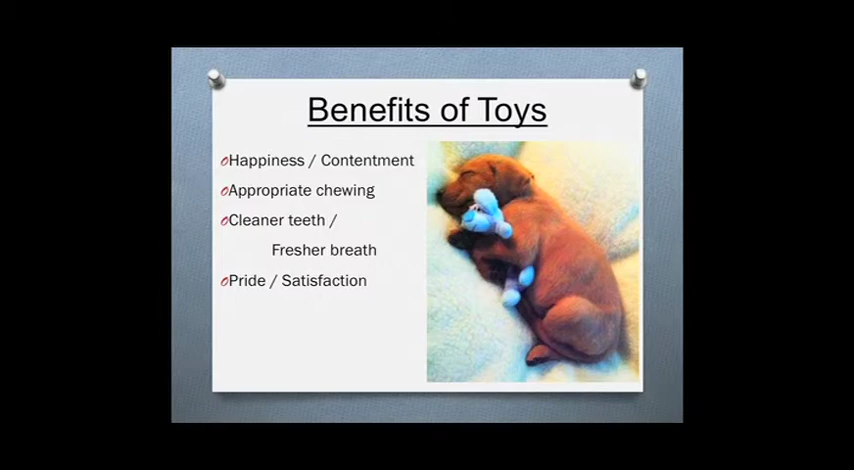 Benefits of Toys
Happiness / Contentment
Appropriate chewing
Cleaner teeth /
Fresher breath
Pride / Satisfaction